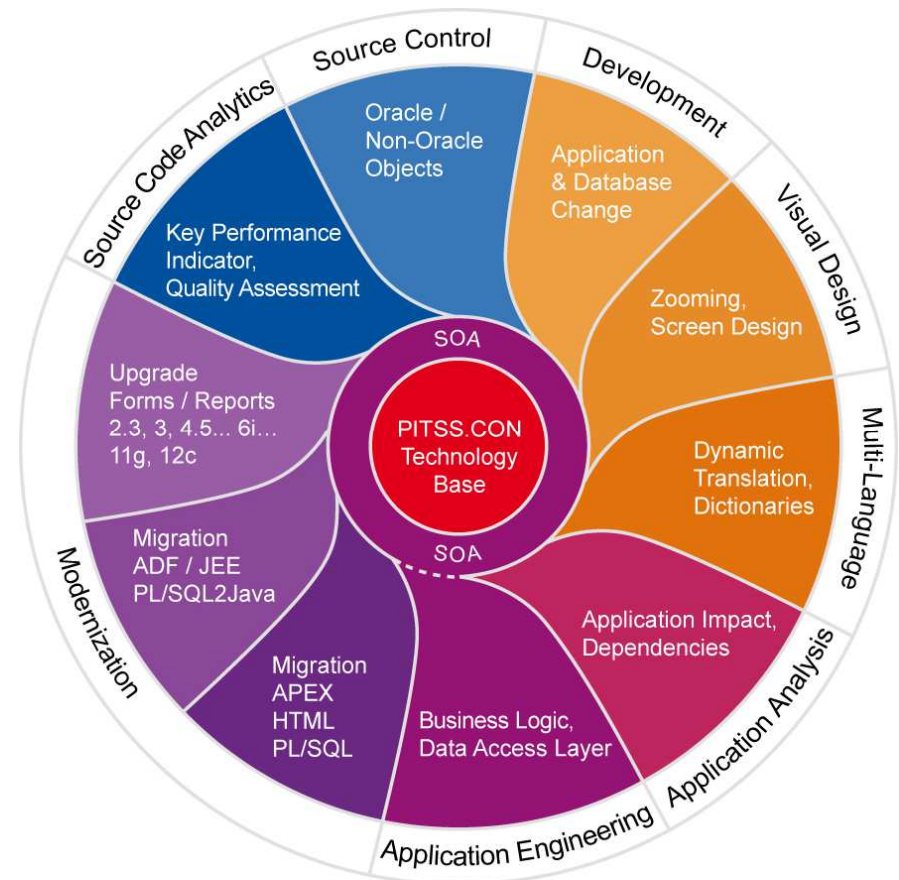 Source Control
Oracle /
Non-Oracle
Objects
Development
Application
& Database
Change
Visual Design
Zooming,
Screen Design
Multi-Language
Dynamic
Translation,
Dictionaries
Application Analysis
Application Impact,
Dependencies
Application Engineering
Business Logic,
Data Access Layer
Modernization
Migration
APEX
HTML
PL/SQL
Migration
ADF / JEE
PL/SQL2Java
Upgrade
Forms / Reports
2.3, 3, 4.5... 6i...
11g, 12c
Source Code Analytics
Key Performance
Indicator,
Quality Assessment
SOA
PITSS.CON
Technology
Base
SOA